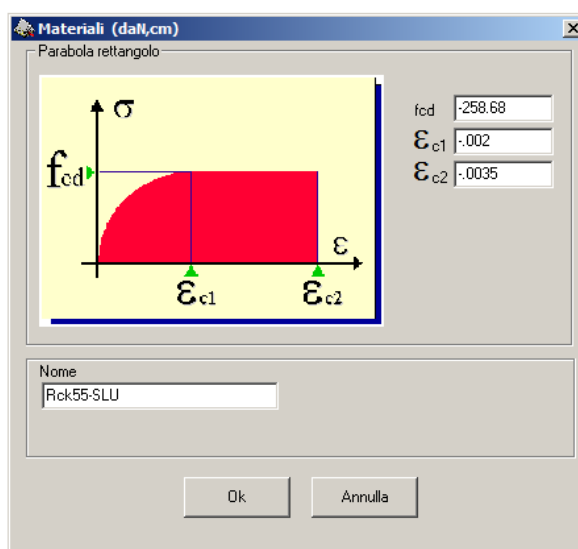 Materiali (daN,cm)
Parabola rettangolo
σ
fcd
ε
εc1
εc2
fcd -258.68
εc1 -.002
εc2 -.0035
Nome
Rck55-SLU
Ok Annulla